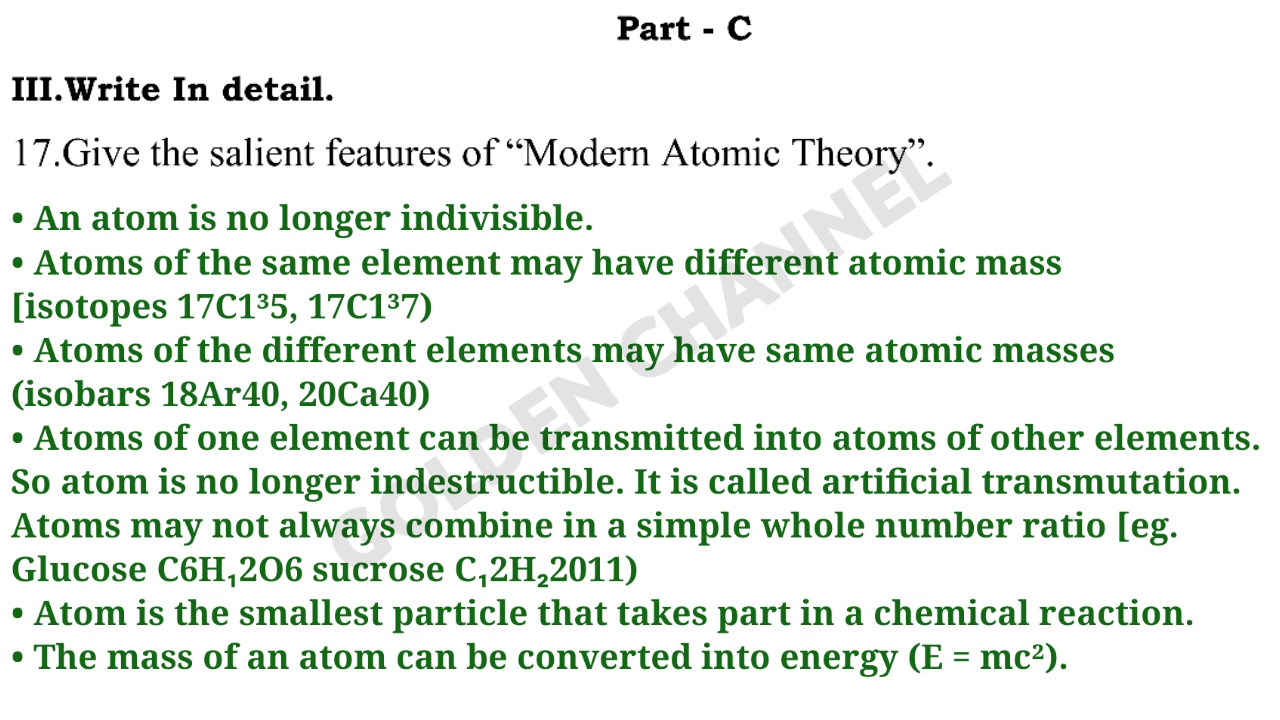 Part - C
III.Write In detail.
17.Give the salient features of “Modern Atomic Theory”.
• An atom is no longer indivisible.
• Atoms of the same element may have different atomic mass
[isotopes 17C1³5, 17C1³7)
• Atoms of the different elements may have same atomic masses
(isobars 18Ar40, 20Ca40)
• Atoms of one element can be transmitted into atoms of other elements.
So atom is no longer indestructible. It is called artificial transmutation.
Atoms may not always combine in a simple whole number ratio [eg.
Glucose C6H₁2O6 sucrose C₁2H₂2011)
• Atom is the smallest particle that takes part in a chemical reaction.
• The mass of an atom can be converted into energy (E = mc²).
GOLDEN CHANNEL